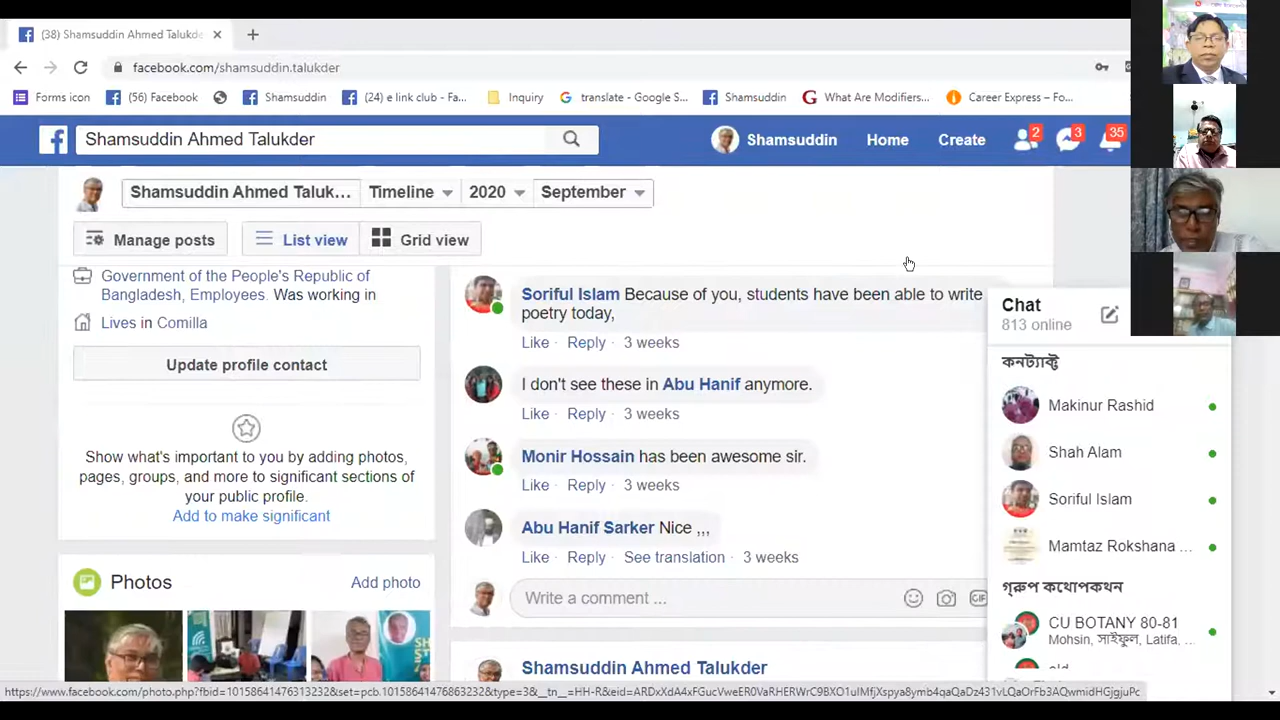 (38) Shamsuddin Ahmed Talukde
facebook.com/shamsuddin.talukder
Forms icon
(56) Facebook
Shamsuddin
(24) e link club - Fa...
Inquiry
translate - Google S...
Shamsuddin
What Are Modifiers...
Career Express – Fo...
Shamsuddin Ahmed Talukder
Shamsuddin
Home
Create
2
3
35
Shamsuddin Ahmed Taluk...
Timeline
2020
September
Manage posts
List view
Grid view
Government of the People's Republic of
Bangladesh, Employees. Was working in
Lives in Comilla
Update profile contact
Show what's important to you by adding photos,
pages, groups, and more to significant sections of
your public profile.
Add to make significant
Photos
Add photo
Soriful Islam Because of you, students have been able to write
poetry today,
Like · Reply · 3 weeks
I don't see these in Abu Hanif anymore.
Like · Reply · 3 weeks
Monir Hossain has been awesome sir.
Like · Reply · 3 weeks
Abu Hanif Sarker Nice ,,,
Like · Reply · See translation · 3 weeks
Write a comment ...
GIF
Shamsuddin Ahmed Talukder
Chat
813 online
কনট্যাক্ট
Makinur Rashid
Shah Alam
Soriful Islam
Mamtaz Rokshana ...
গ্রুপ কথোপকথন
CU BOTANY 80-81
Mohsin, সাইফুল, Latifa, ...